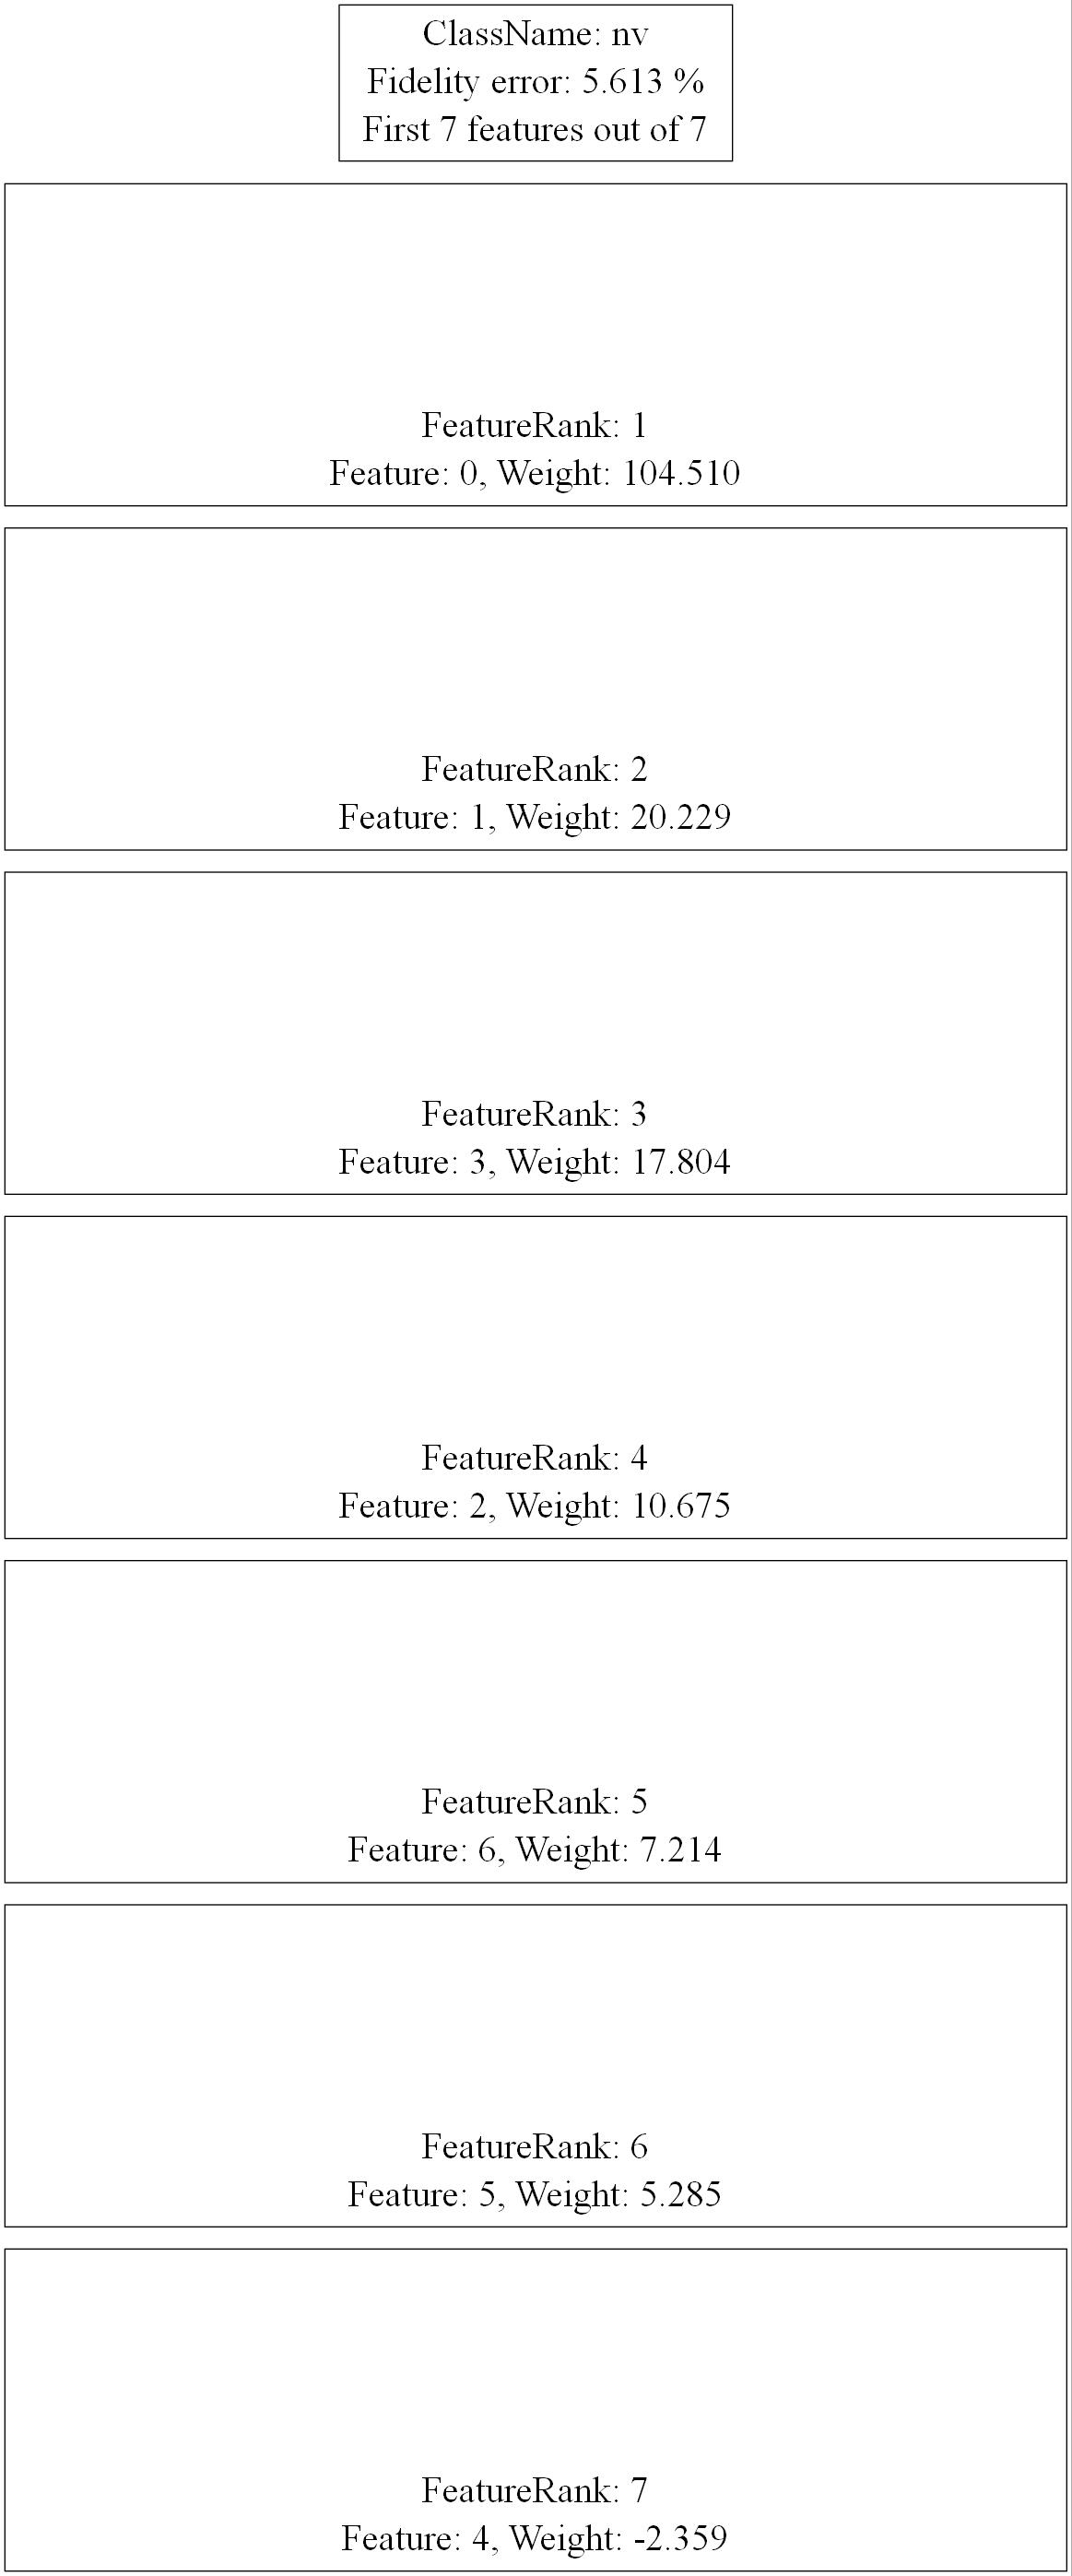 ClassName: nv
Fidelity error: 5.613 %
First 7 features out of 7
FeatureRank: 1
Feature: 0, Weight: 104.510
FeatureRank: 2
Feature: 1, Weight: 20.229
FeatureRank: 3
Feature: 3, Weight: 17.804
FeatureRank: 4
Feature: 2, Weight: 10.675
FeatureRank: 5
Feature: 6, Weight: 7.214
FeatureRank: 6
Feature: 5, Weight: 5.285
FeatureRank: 7
Feature: 4, Weight: -2.359